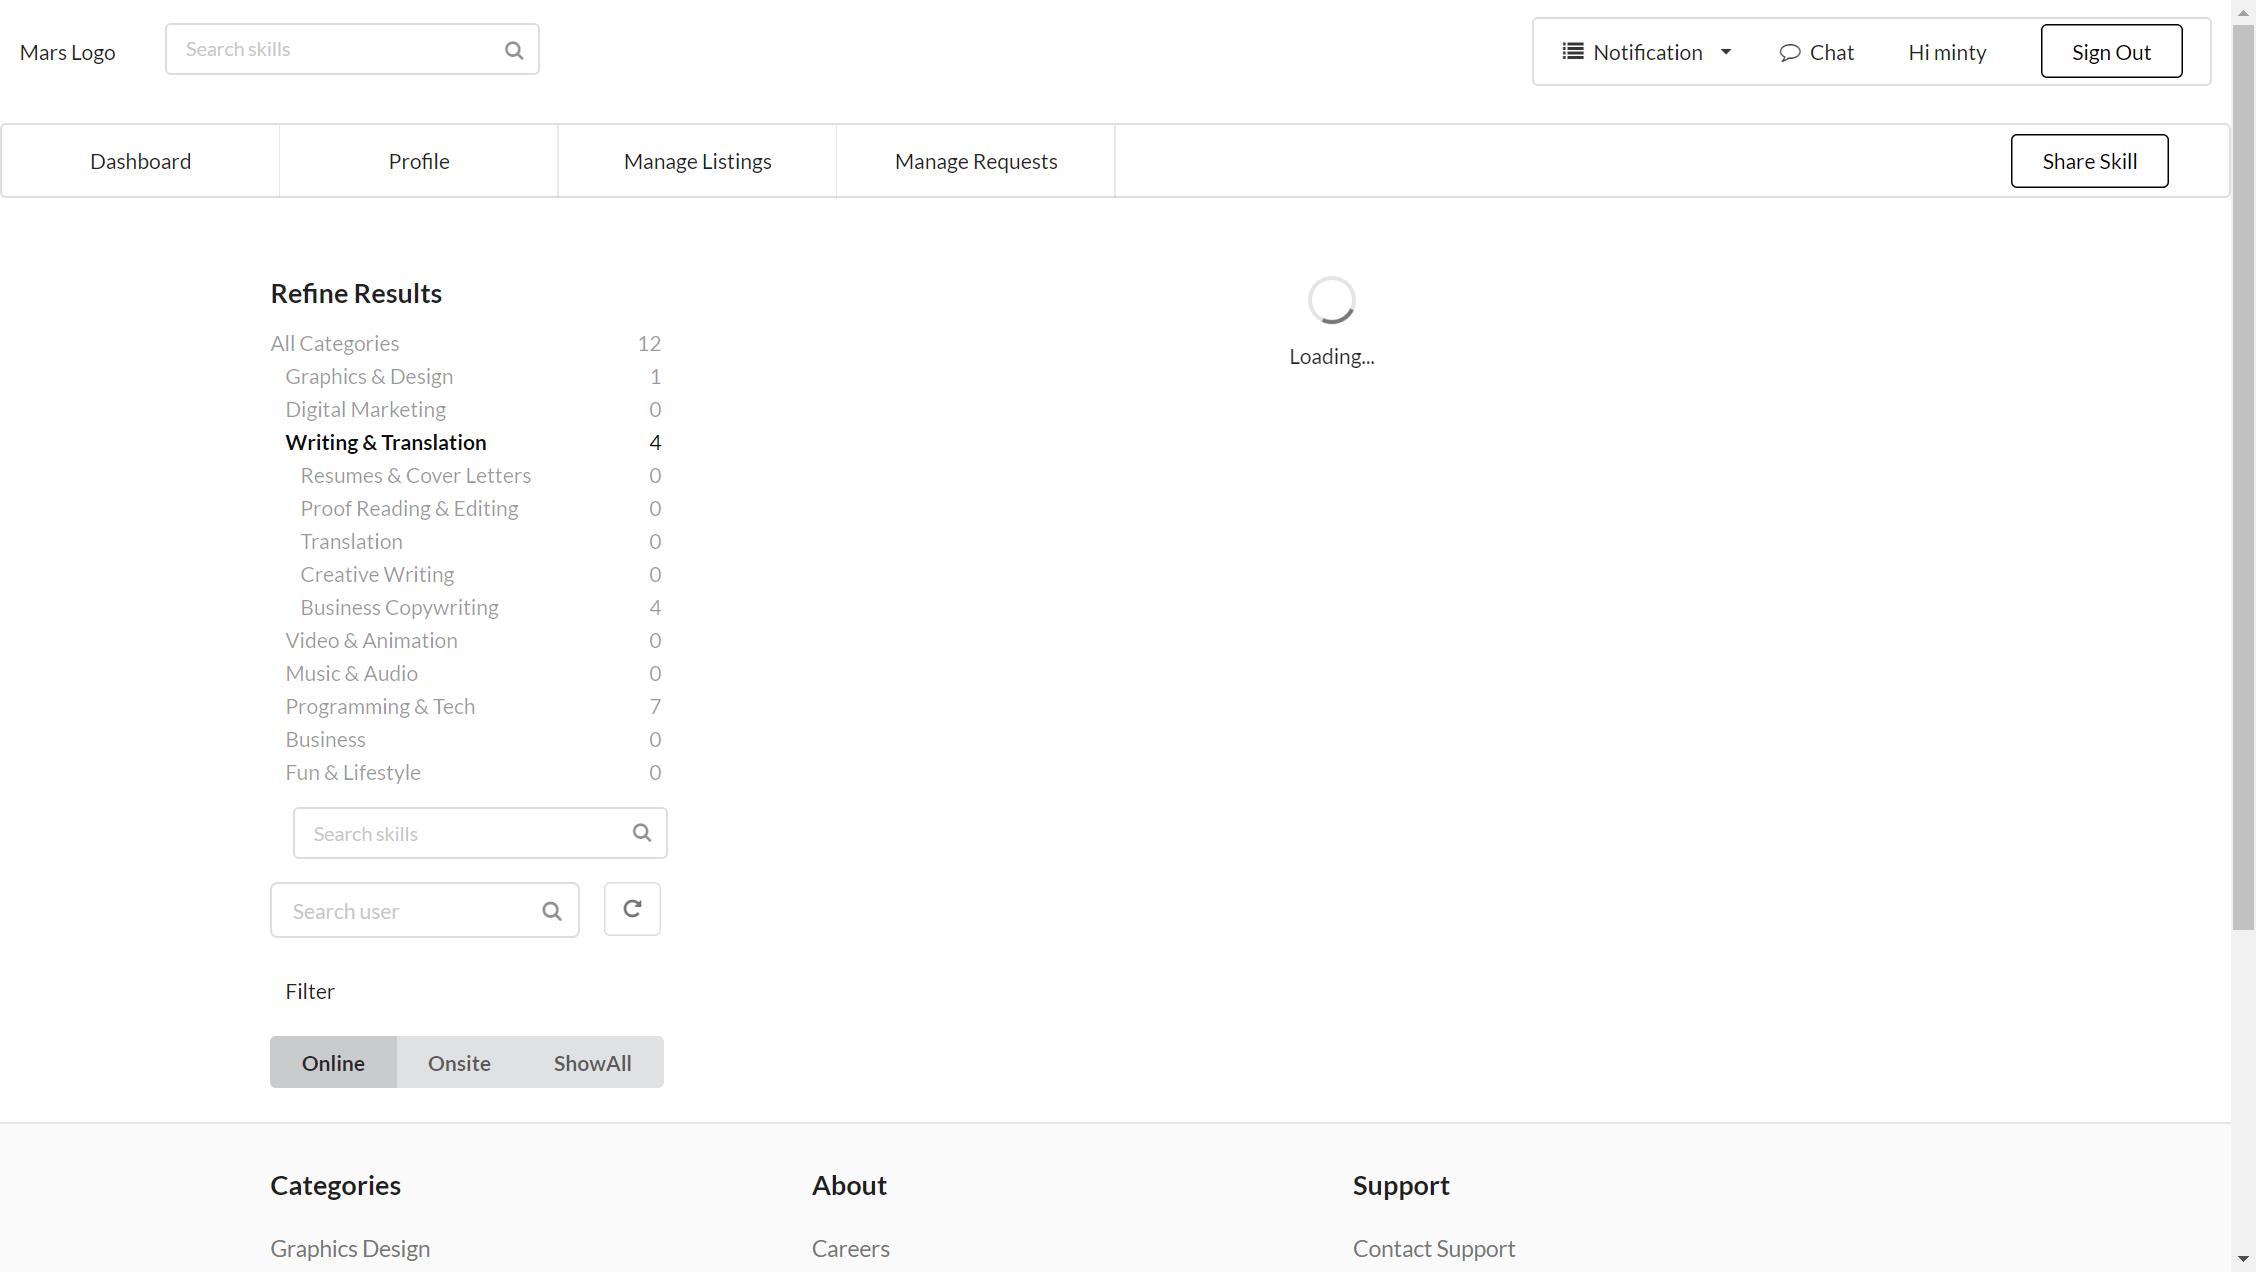 Mars Logo
Search skills
Notification
Chat
Hi minty
Sign Out
Dashboard
Profile
Manage Listings
Manage Requests
Share Skill
Refine Results
All Categories 12
Graphics & Design 1
Digital Marketing 0
Writing & Translation 4
Resumes & Cover Letters 0
Proof Reading & Editing 0
Translation 0
Creative Writing 0
Business Copywriting 4
Video & Animation 0
Music & Audio 0
Programming & Tech 7
Business 0
Fun & Lifestyle 0
Search skills
Search user
Filter
Online
Onsite
ShowAll
Loading...
Categories
Graphics Design
About
Careers
Support
Contact Support